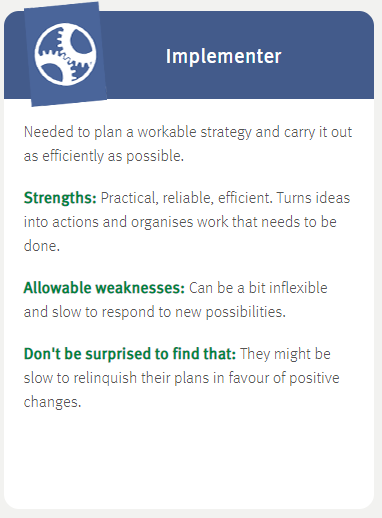 Implementer
Needed to plan a workable strategy and carry it out
as efficiently as possible.
Strengths: Practical, reliable, efficient. Turns ideas
into actions and organises work that needs to be
done.
Allowable weaknesses: Can be a bit inflexible
and slow to respond to new possibilities.
Don't be surprised to find that: They might be
slow to relinquish their plans in favour of positive
changes.